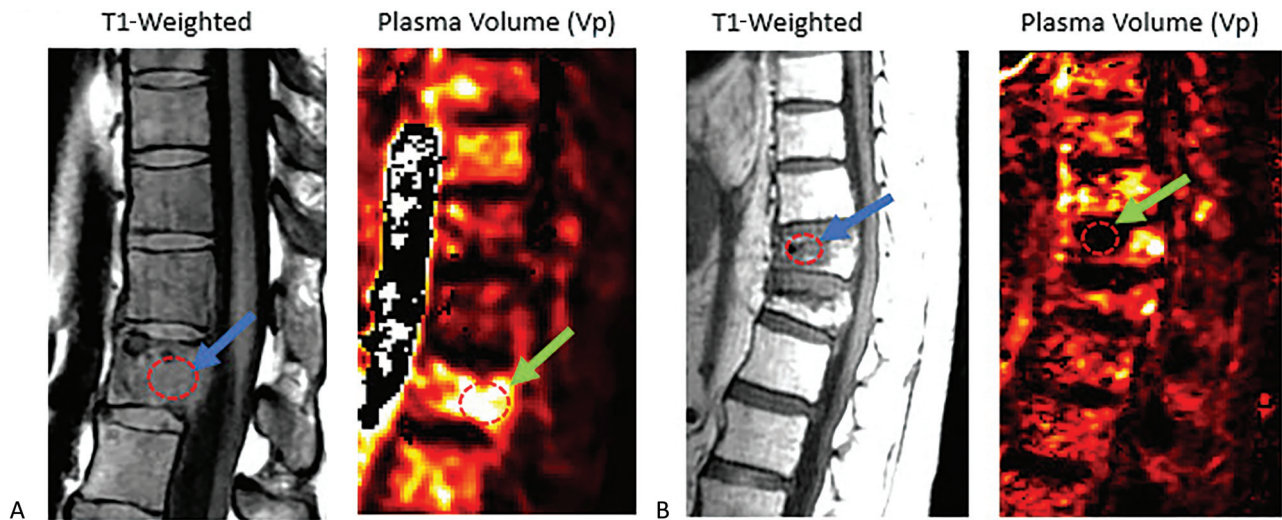 T1-Weighted
Plasma Volume (Vp)
T1-Weighted
Plasma Volume (Vp)
A
B